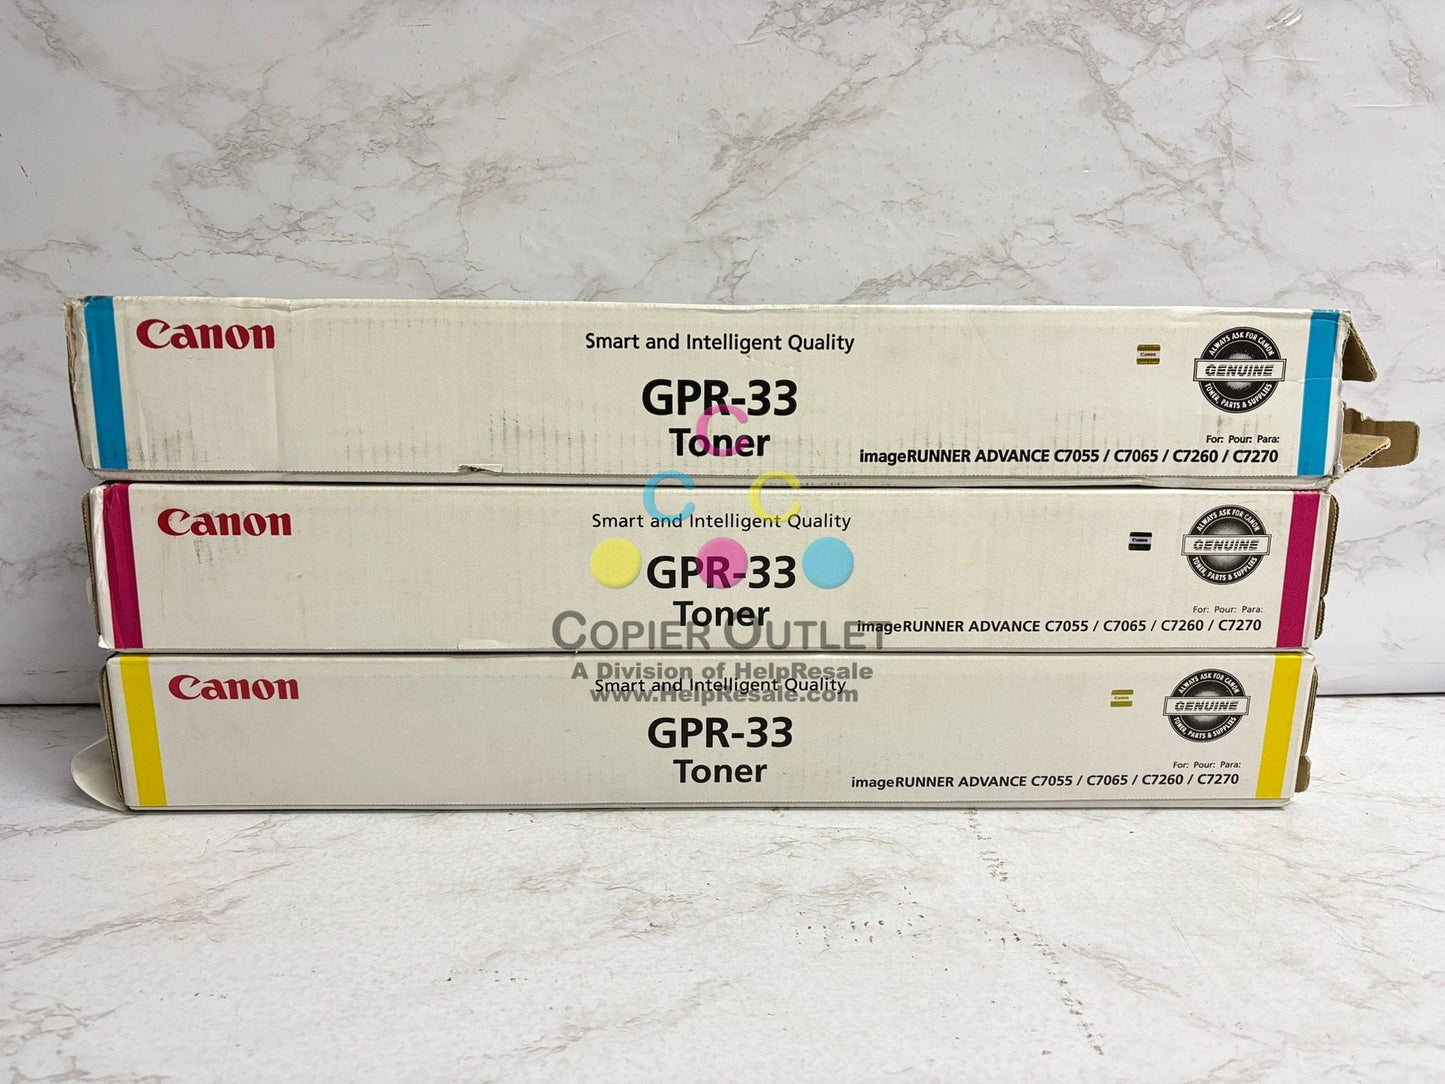 Canon
Smart and Intelligent Quality
GPR-33
Toner
Canon
ALWAYS ASK FOR CANON
GENUINE
TONER, PARTS & SUPPLIES
For: Pour: Para:
imageRUNNER ADVANCE C7055 / C7065 / C7260 / C7270
C
C C
Canon
Smart and Intelligent Quality
GPR-33
Toner
Canon
ALWAYS ASK FOR CANON
GENUINE
TONER, PARTS & SUPPLIES
For: Pour: Para:
imageRUNNER ADVANCE C7055 / C7065 / C7260 / C7270
COPIER OUTLET
A Division of HelpResale
www.HelpResale.com
Canon
Smart and Intelligent Quality
GPR-33
Toner
Canon
ALWAYS ASK FOR CANON
GENUINE
TONER, PARTS & SUPPLIES
For: Pour: Para:
imageRUNNER ADVANCE C7055 / C7065 / C7260 / C7270